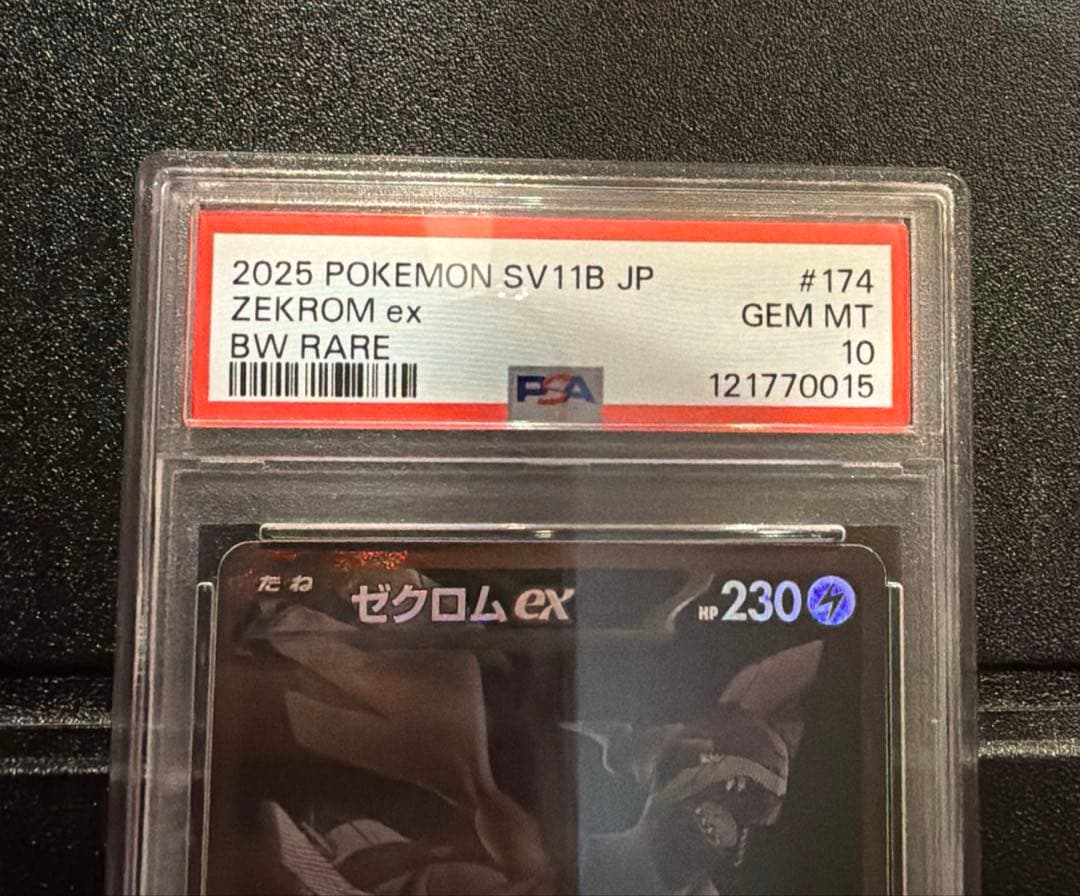 2025 POKEMON SV11B JP #174
ZEKROM ex GEM MT
BW RARE 10
PSA 121770015
たね ゼクロムex HP230